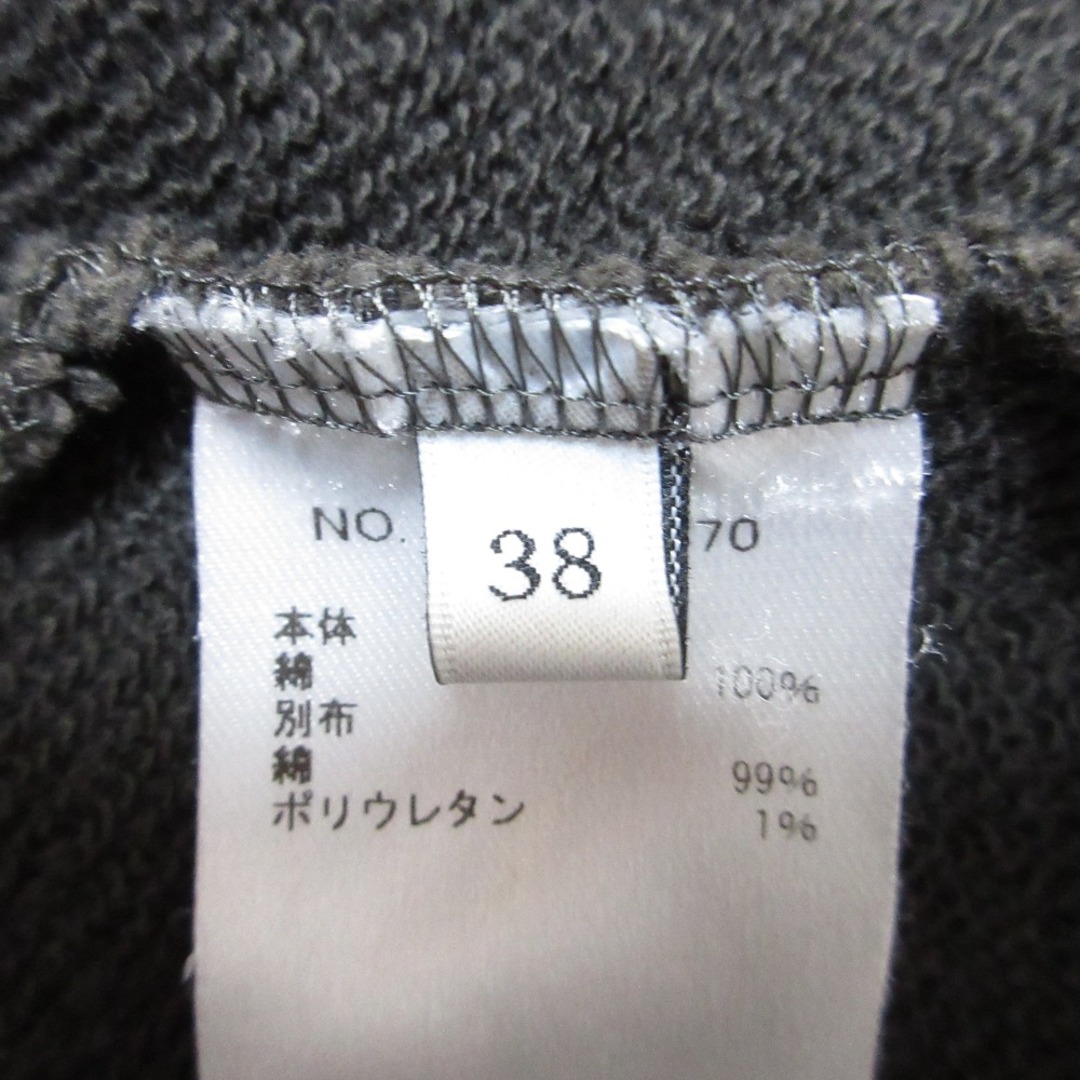 NO. 70
38
本体
綿 100%
別布
綿 99%
ポリウレタン 1%